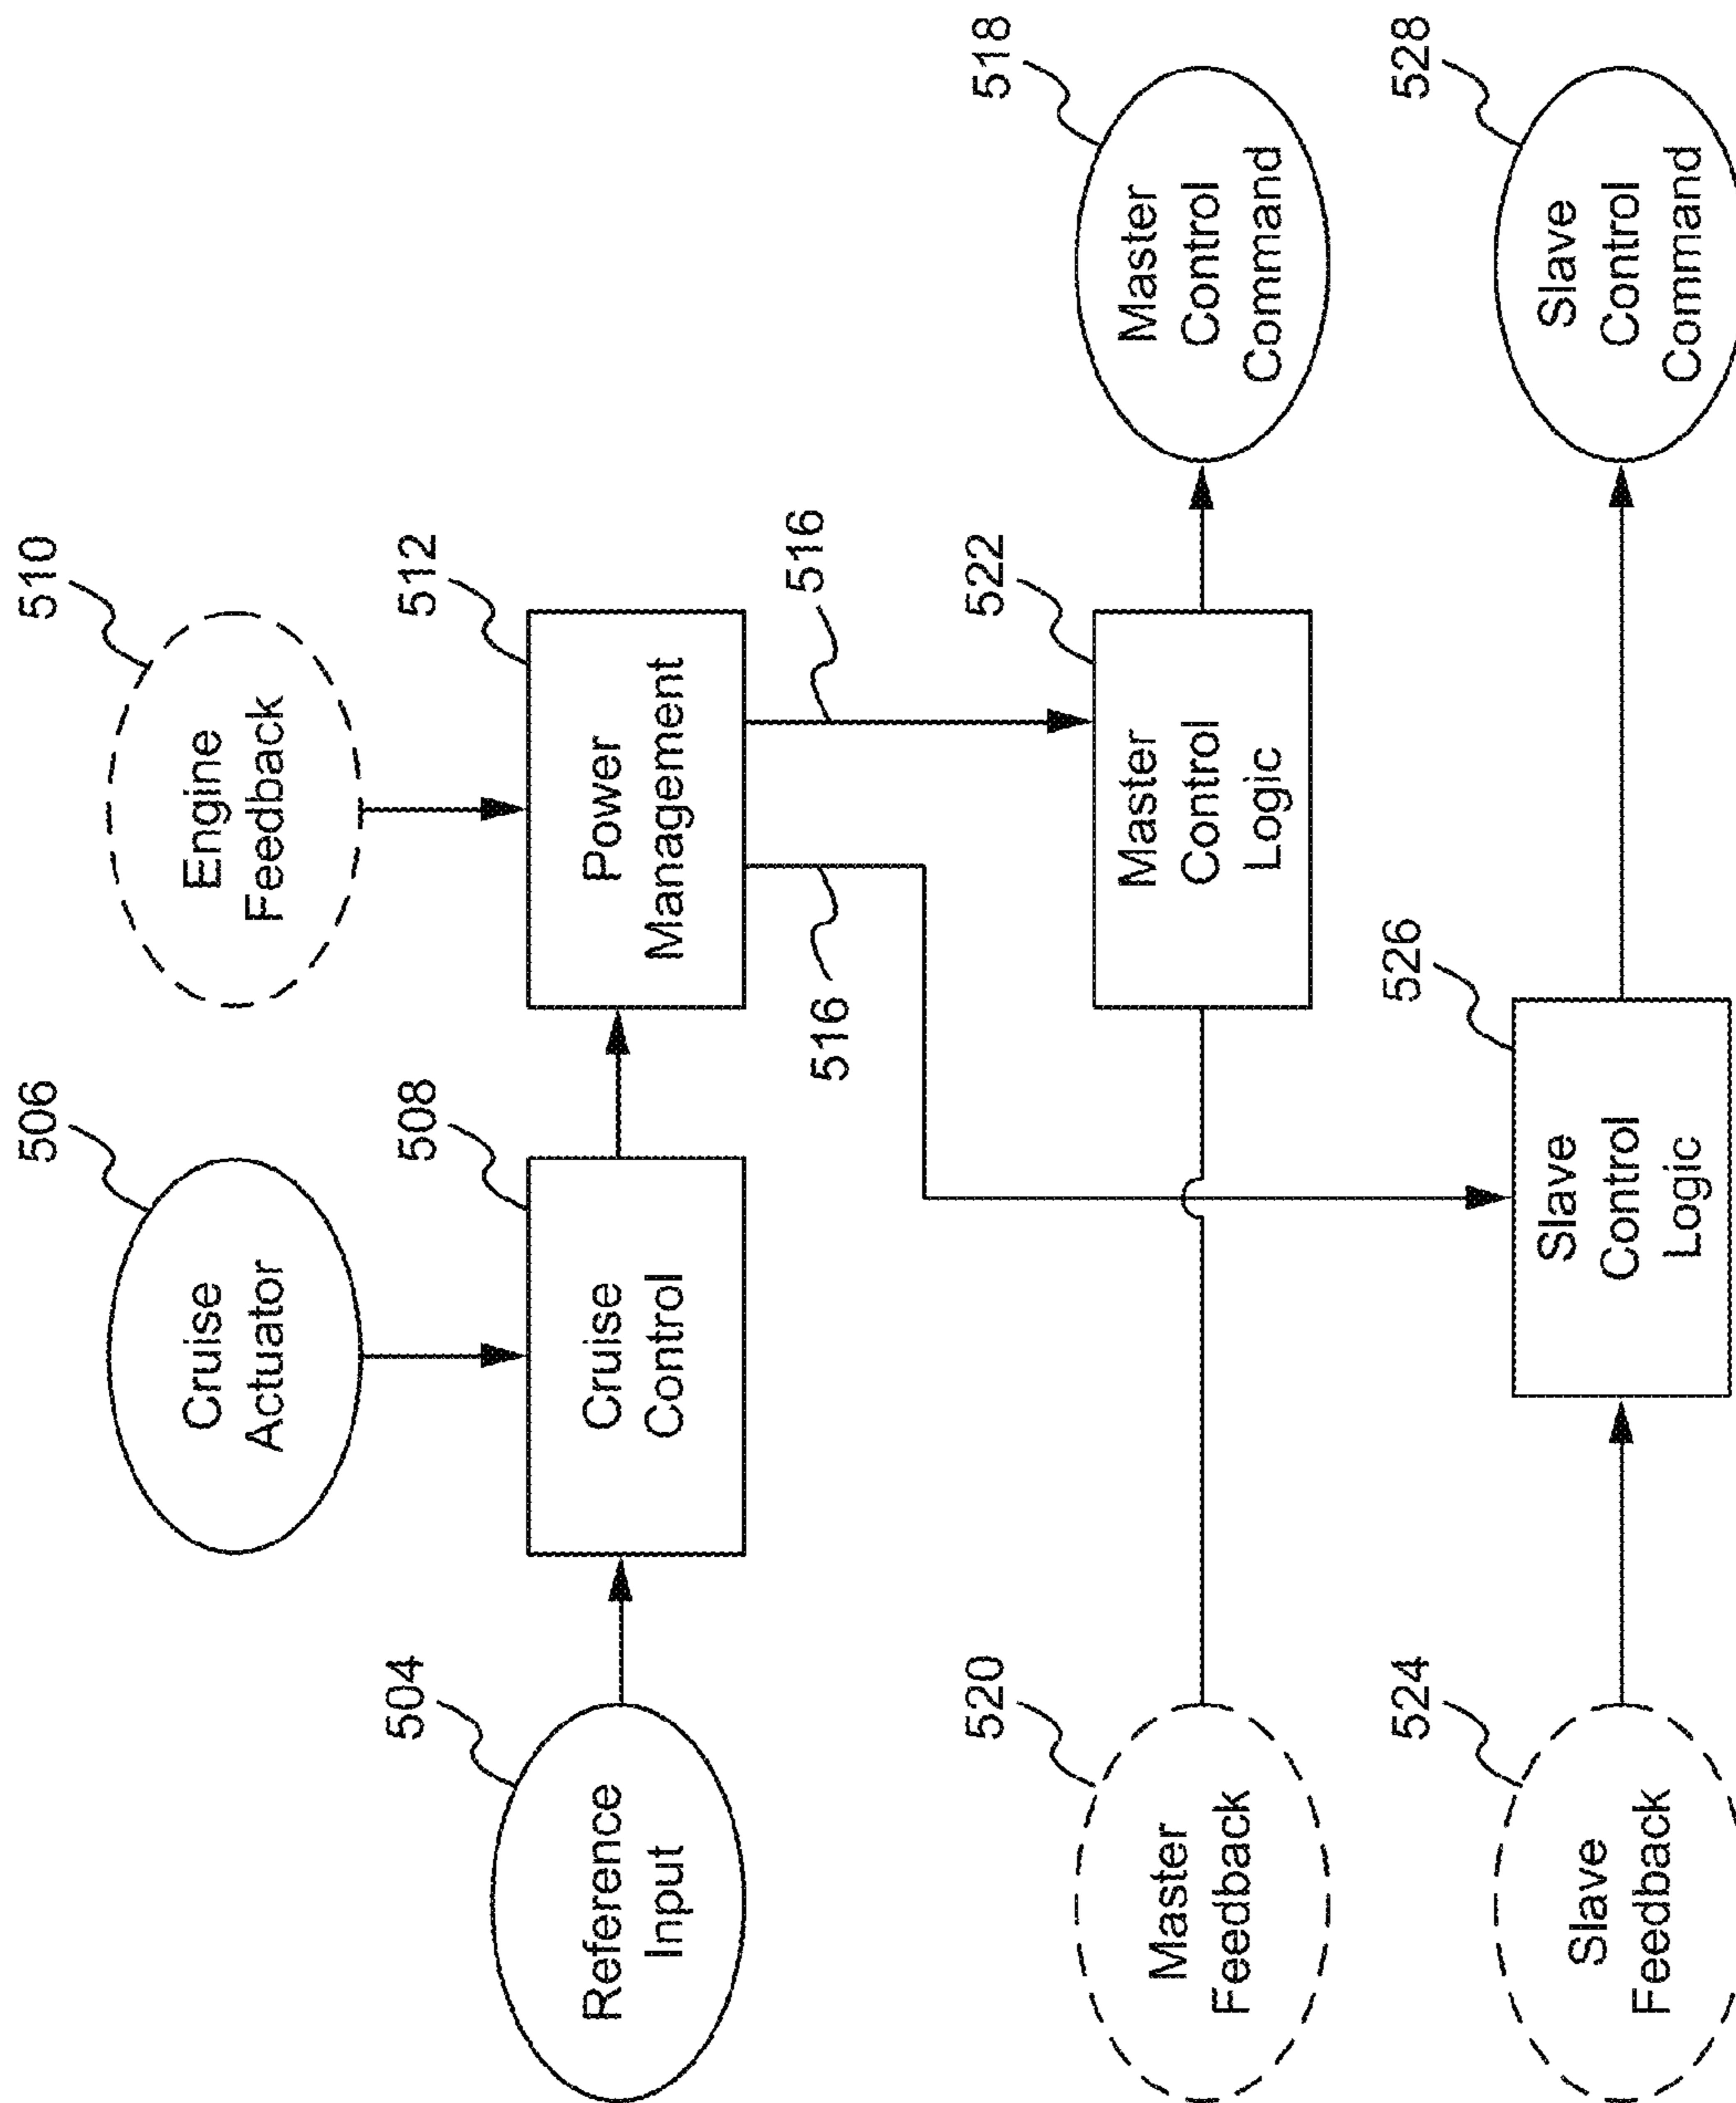 510
Engine
Feedback
506
Cruise
Actuator
504
Reference
Input
508
Cruise
Control
512
Power
Management
516
516
520
Master
Feedback
522
Master
Control
Logic
518
Master
Control
Command
524
Slave
Feedback
526
Slave
Control
Logic
528
Slave
Control
Command